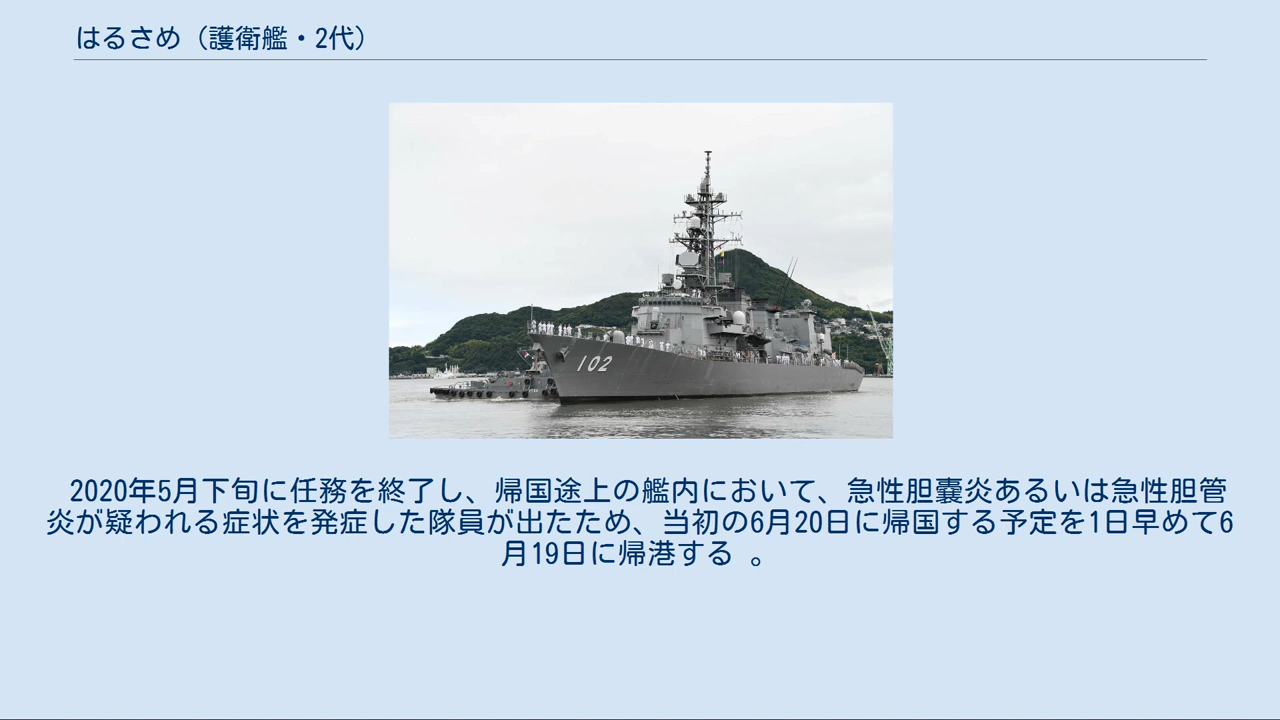 はるさめ（護衛艦・2代）
102
2020年5月下旬に任務を終了し、帰国途上の艦内において、急性胆嚢炎あるいは急性胆管
炎が疑われる症状を発症した隊員が出たため、当初の6月20日に帰国する予定を1日早めて6
月19日に帰港する 。